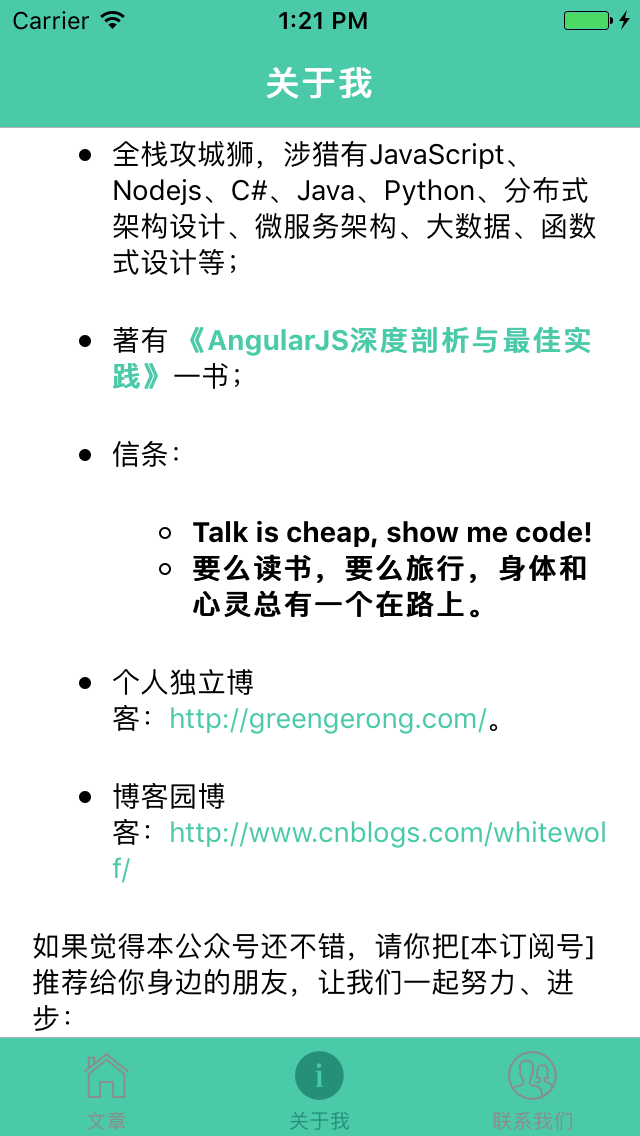 Carrier 1:21 PM
关于我
全栈攻城狮，涉猎有JavaScript、
Nodejs、C#、Java、Python、分布式
架构设计、微服务架构、大数据、函数
式设计等；
著有《AngularJS深度剖析与最佳实
践》一书；
信条：
Talk is cheap, show me code!
要么读书，要么旅行，身体和
心灵总有一个在路上。
个人独立博
客：http://greengerong.com/。
博客园博
客：http://www.cnblogs.com/whitewol
f/
如果觉得本公众号还不错，请你把[本订阅号]
推荐给你身边的朋友，让我们一起努力、进
步：
文章 关于我 联系我们